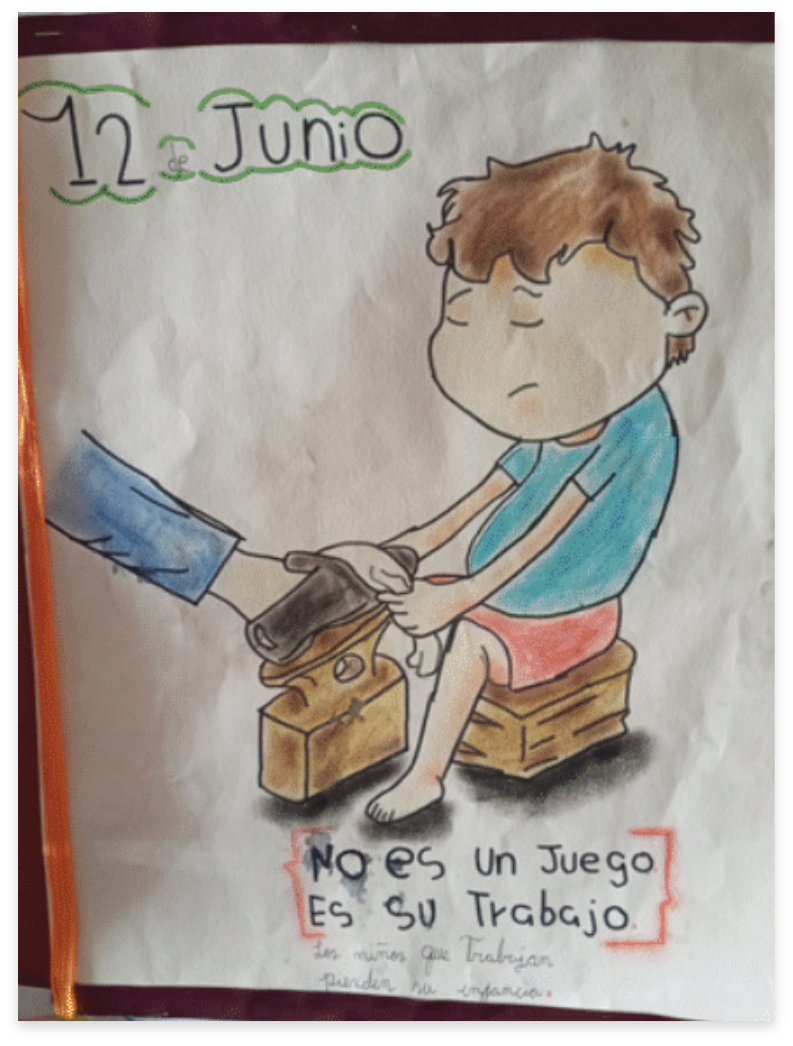 12 de Junio
No es un Juego
Es su Trabajo.
Los niños que Trabajan
pierden su infancia.